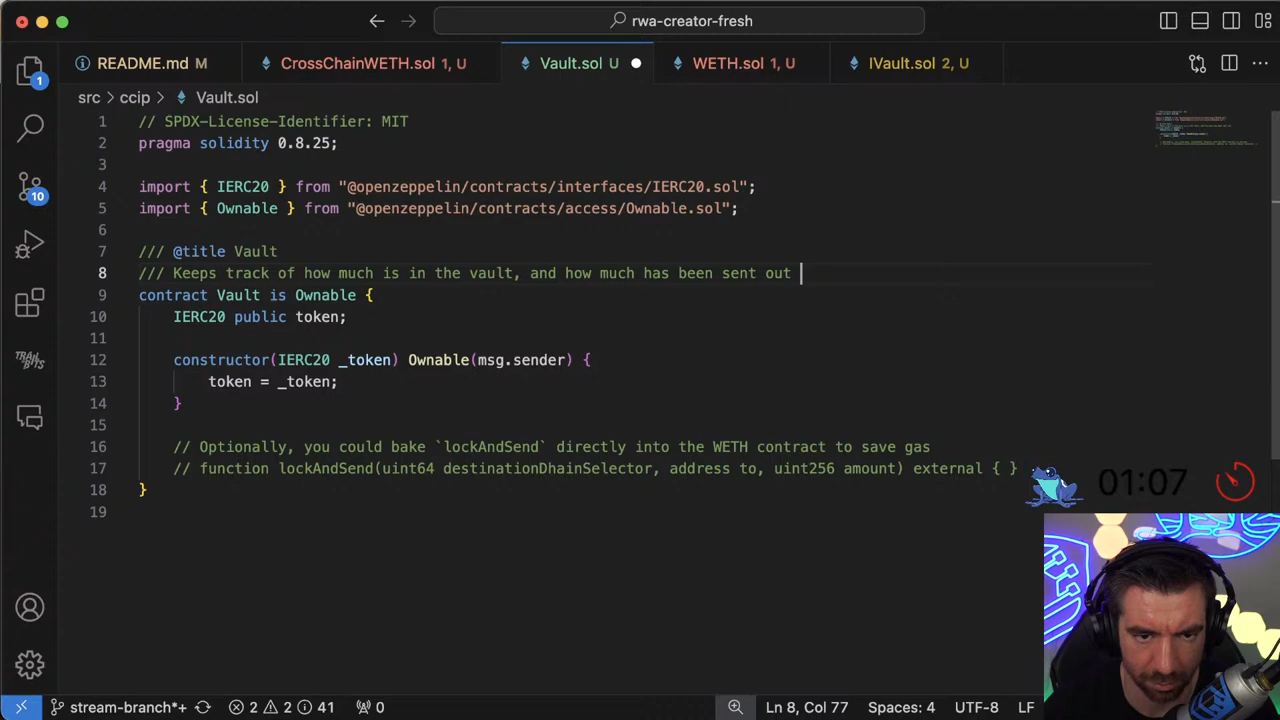 rwa-creator-fresh
README.md M
CrossChainWETH.sol 1, U
Vault.sol U
WETH.sol 1, U
IVault.sol 2, U
src > ccip > Vault.sol
1 // SPDX-License-Identifier: MIT
2 pragma solidity 0.8.25;
3
4 import { IERC20 } from "@openzeppelin/contracts/interfaces/IERC20.sol";
5 import { Ownable } from "@openzeppelin/contracts/access/Ownable.sol";
6
7 /// @title Vault
8 /// Keeps track of how much is in the vault, and how much has been sent out
9 contract Vault is Ownable {
10 IERC20 public token;
11
12 constructor(IERC20 _token) Ownable(msg.sender) {
13 token = _token;
14 }
15
16 // Optionally, you could bake `lockAndSend` directly into the WETH contract to save gas
17 // function lockAndSend(uint64 destinationDhainSelector, address to, uint256 amount) external { }
18 }
19
1
10
TRAIL OF BITS
01:07
stream-branch*+ 2 2 41 0 Ln 8, Col 77 Spaces: 4 UTF-8 LF